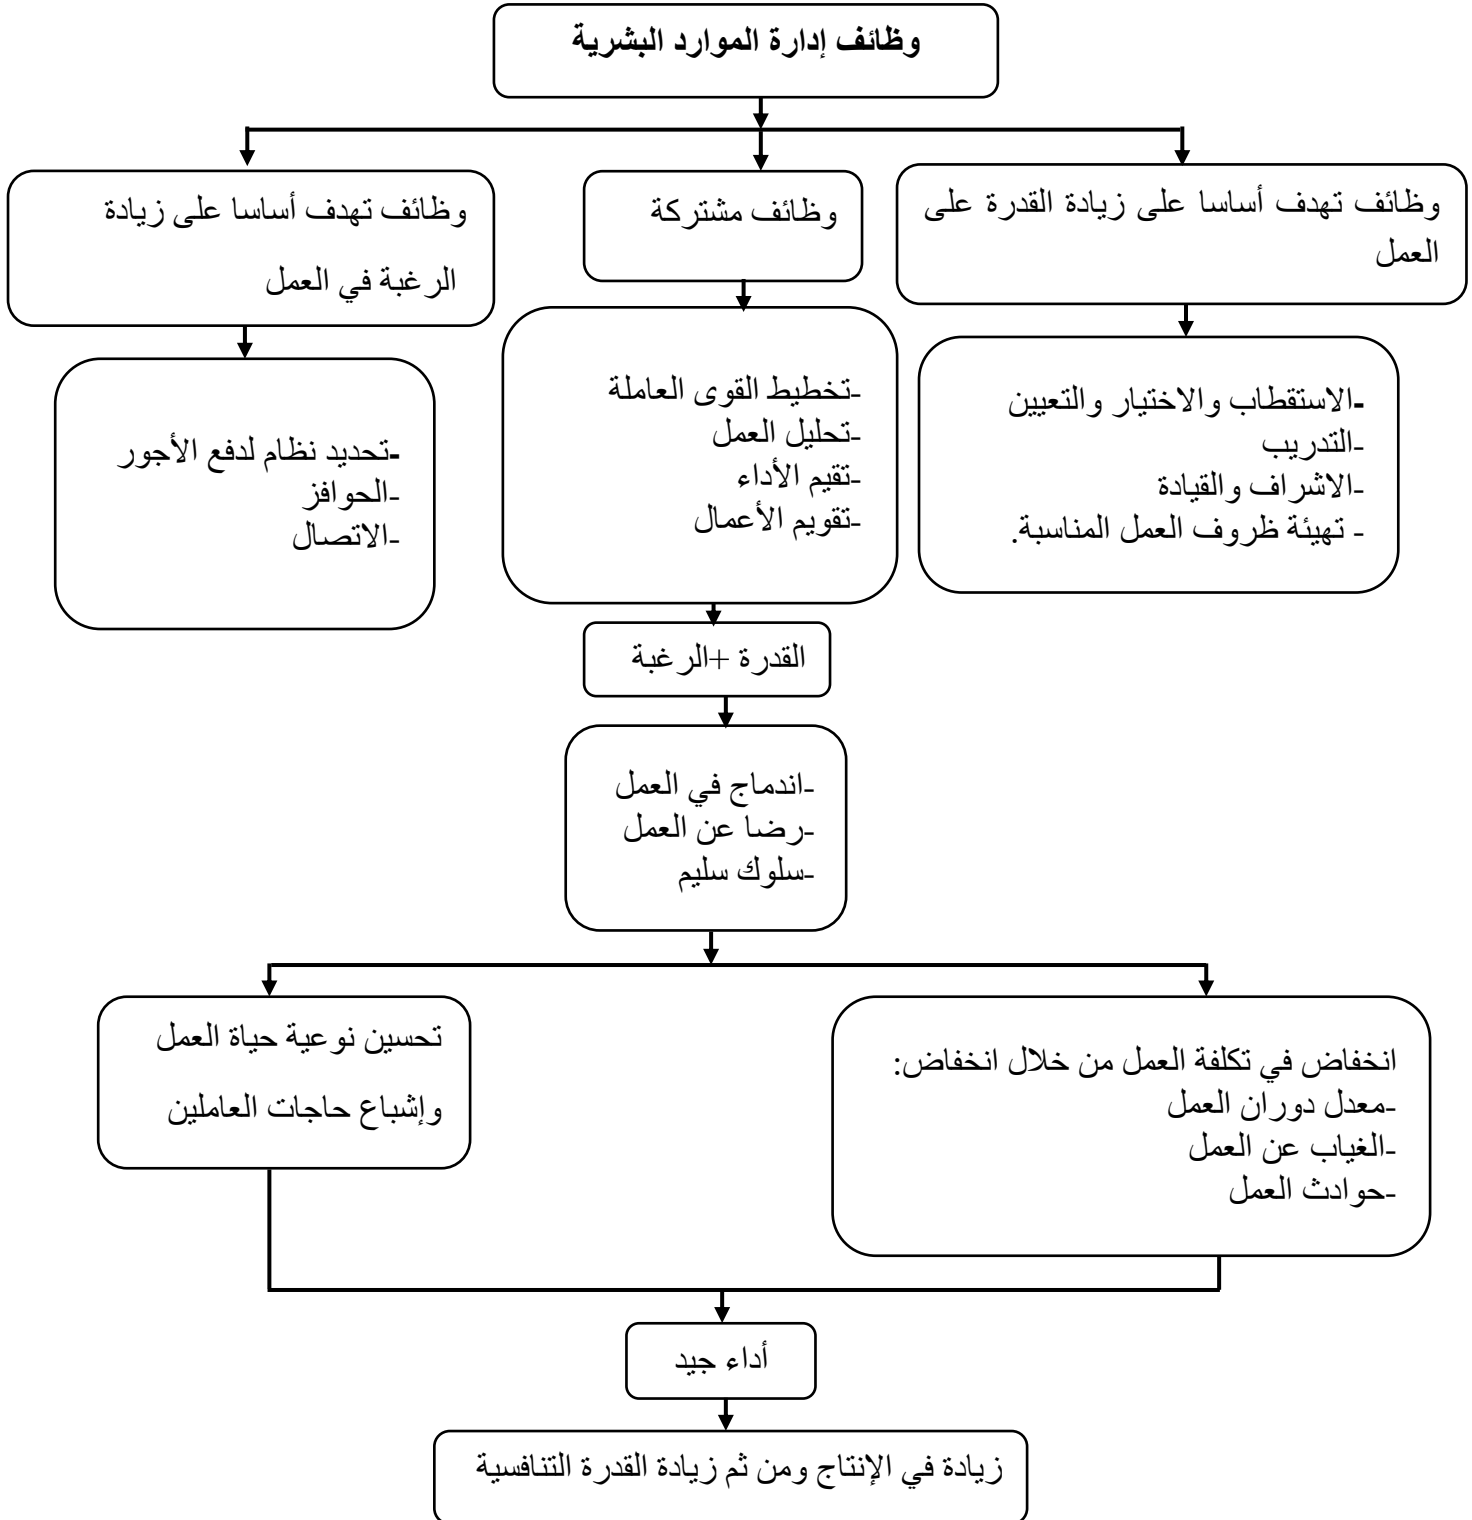 وظائف إدارة الموارد البشرية
وظائف تهدف أساسا على زيادة القدرة على
العمل
وظائف مشتركة
وظائف تهدف أساسا على زيادة
الرغبة في العمل
-الاستقطاب والاختيار والتعيين
-التدريب
-الاشراف والقيادة
- تهيئة ظروف العمل المناسبة.
-تخطيط القوى العاملة
-تحليل العمل
-تقيم الأداء
-تقويم الأعمال
-تحديد نظام لدفع الأجور
-الحوافز
-الاتصال
القدرة +الرغبة
-اندماج في العمل
-رضا عن العمل
-سلوك سليم
انخفاض في تكلفة العمل من خلال انخفاض:
-معدل دوران العمل
-الغياب عن العمل
-حوادث العمل
تحسين نوعية حياة العمل
وإشباع حاجات العاملين
أداء جيد
زيادة في الإنتاج ومن ثم زيادة القدرة التنافسية